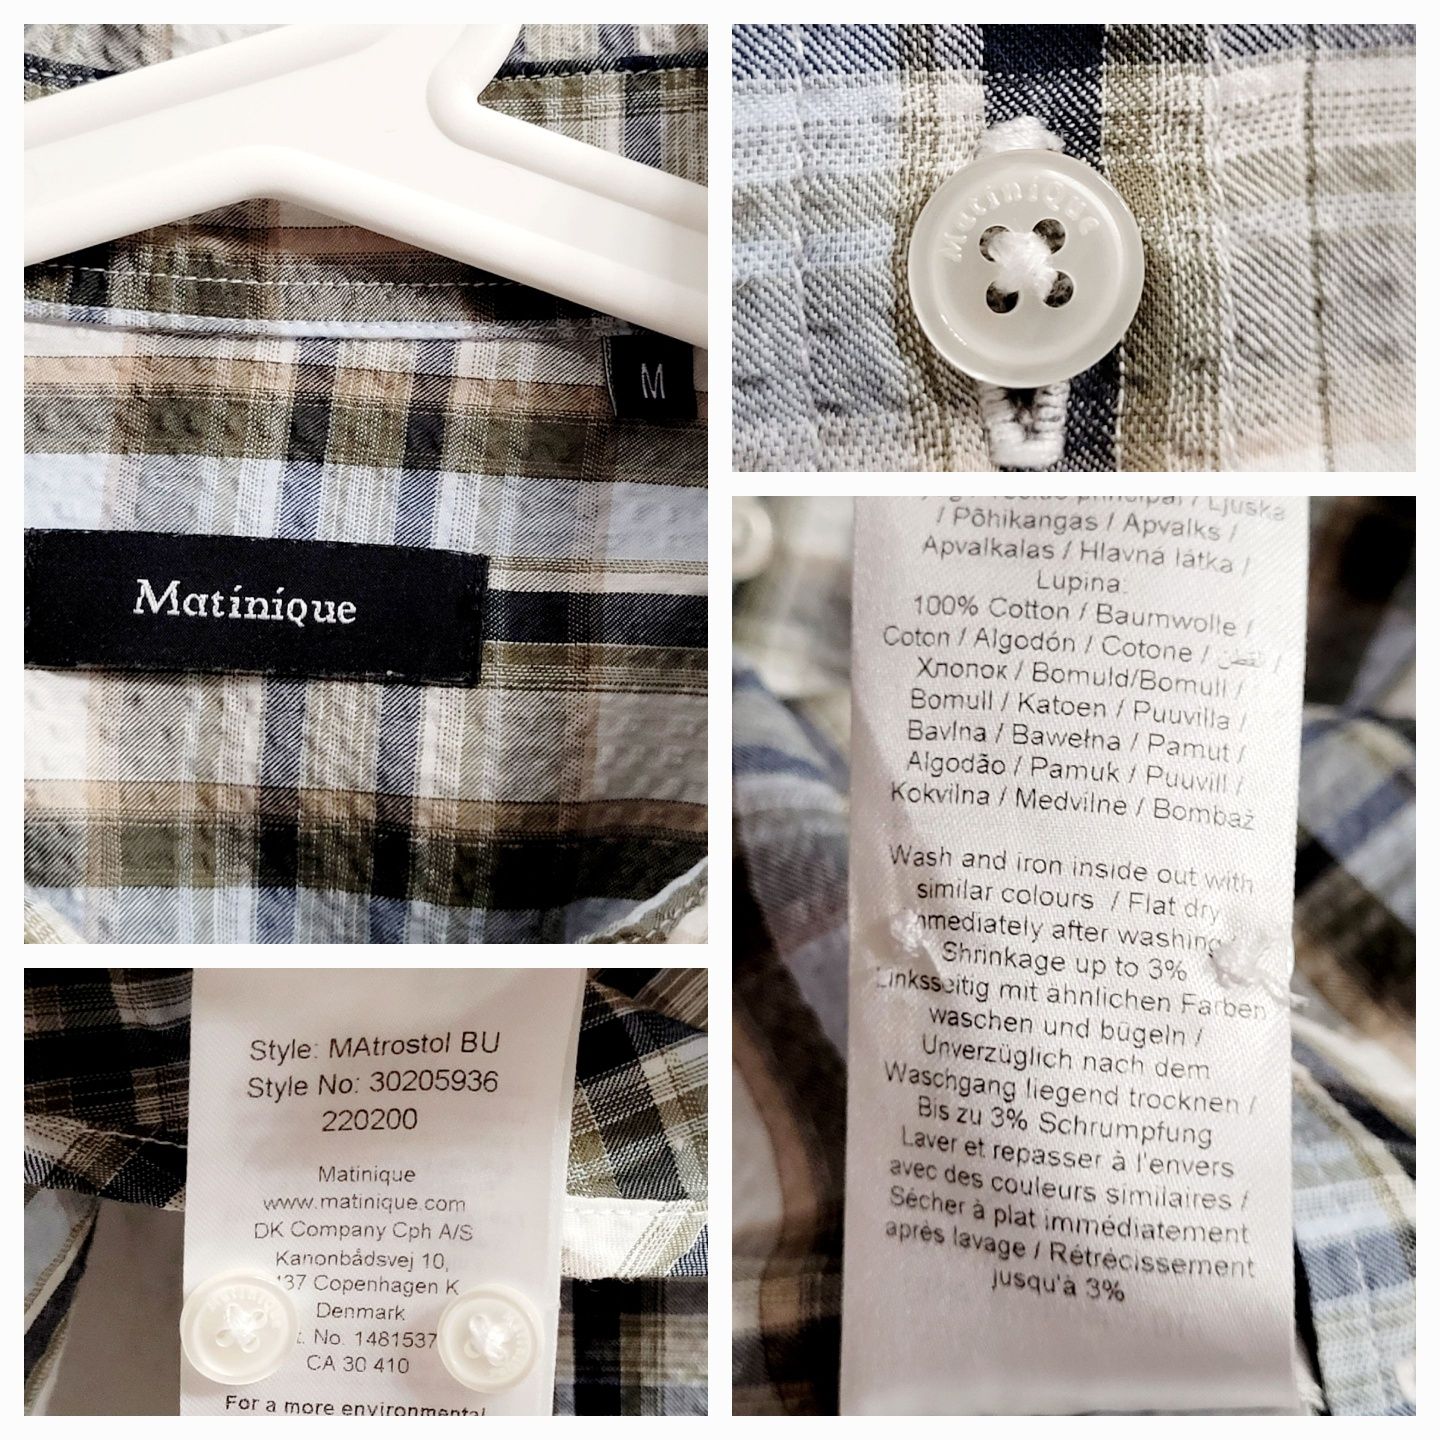 M
Matinique
Matinique
/ Põhikangas / Apvalks /
Apvalkalas / Hlavná látka /
Lupina:
100% Cotton / Baumwolle /
Coton / Algodón / Cotone / قطن /
Хлопок / Bomuld/Bomull /
Bomull / Katoen / Puuvilla /
Bavlna / Bawełna / Pamut /
Algodão / Pamuk / Puuvill /
Kokvilna / Medvilnė / Bombaž
Wash and iron inside out with
similar colours / Flat dry
immediately after washing /
Shrinkage up to 3%
Linksseitig mit ähnlichen Farben
waschen und bügeln /
Unverzüglich nach dem
Waschgang liegend trocknen /
Bis zu 3% Schrumpfung
Laver et repasser à l'envers
avec des couleurs similaires /
Sécher à plat immédiatement
après lavage / Rétrécissement
jusqu'à 3%
Style: MAtrostol BU
Style No: 30205936
220200
Matinique
www.matinique.com
DK Company Cph A/S
Kanonbådsvej 10,
137 Copenhagen K
Denmark
. No. 1481537
CA 30 410
For a more environmental